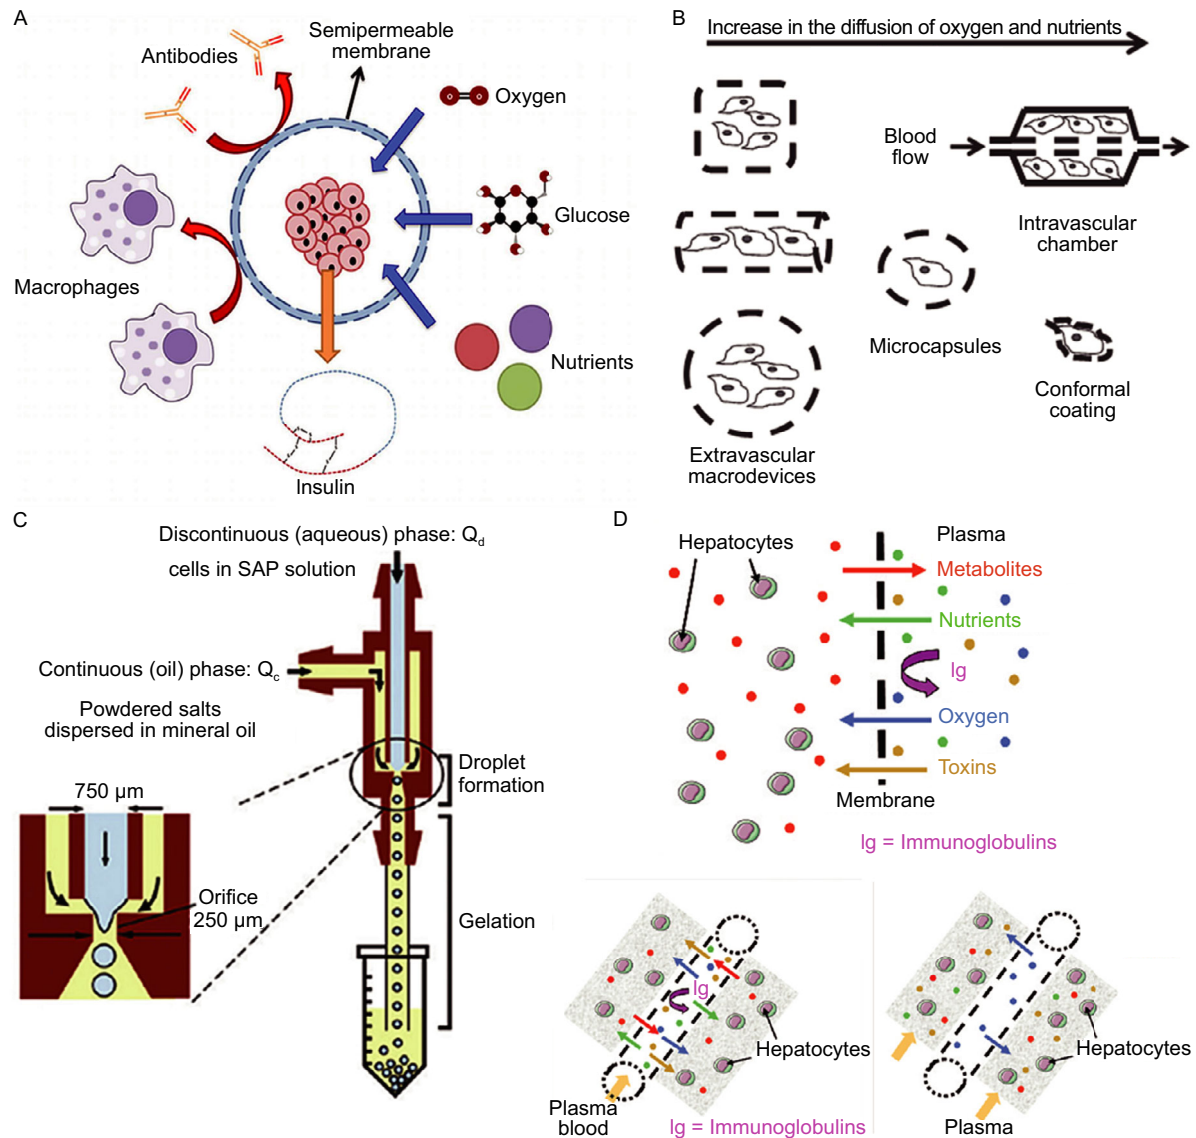 A
Antibodies
Semipermeable
membrane
Oxygen
Glucose
Macrophages
Nutrients
Insulin
B
Increase in the diffusion of oxygen and nutrients
Blood
flow
Intravascular
chamber
Microcapsules
Conformal
coating
Extravascular
macrodevices
C
Discontinuous (aqueous) phase: Qd
cells in SAP solution
Continuous (oil) phase: Qc
Powdered salts
dispersed in mineral oil
Droplet
formation
750 µm
Orifice
250 µm
Gelation
D
Hepatocytes
Plasma
Metabolites
Nutrients
Ig
Oxygen
Toxins
Membrane
Ig = Immunoglobulins
Ig
Hepatocytes
Plasma
blood
Ig = Immunoglobulins
Hepatocytes
Plasma